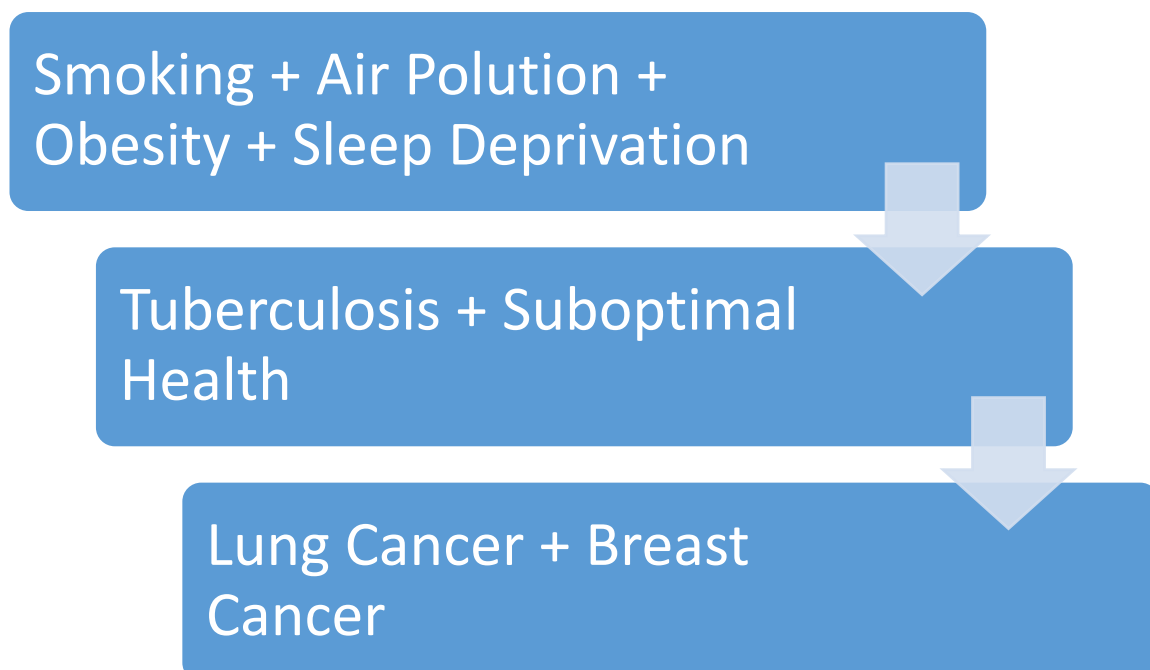 Smoking + Air Polution +
Obesity + Sleep Deprivation
Tuberculosis + Suboptimal
Health
Lung Cancer + Breast
Cancer